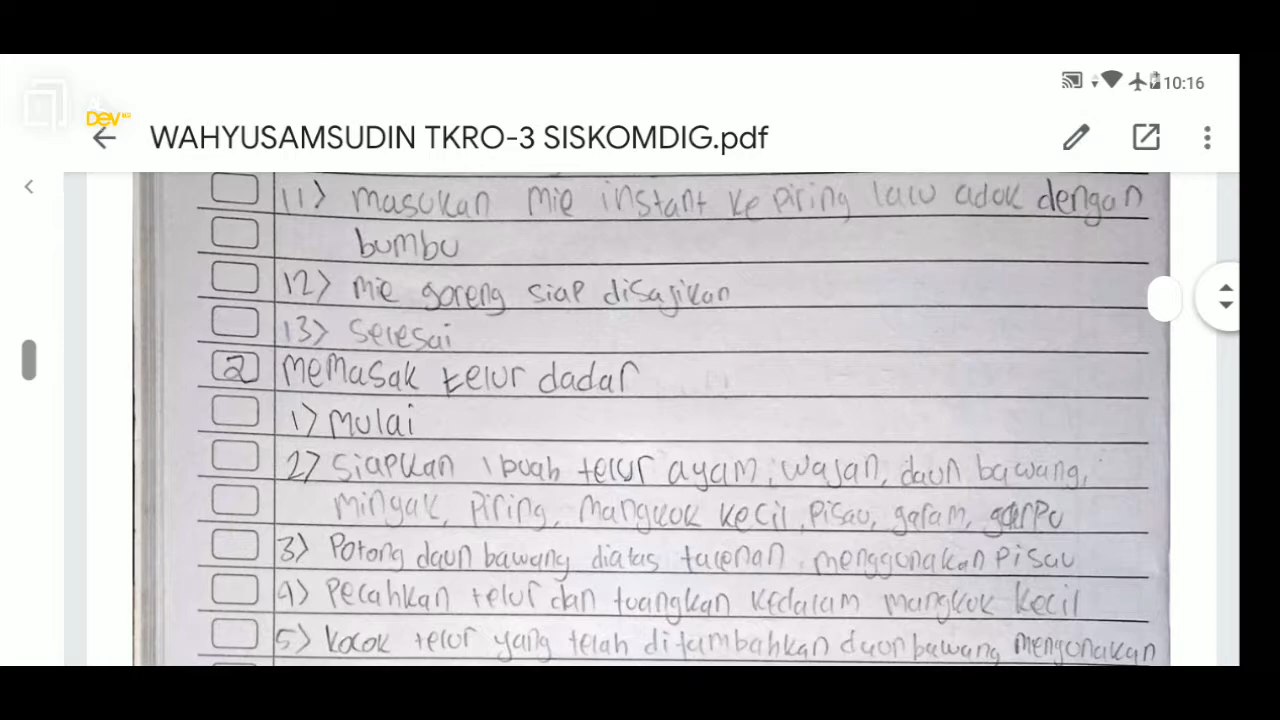 10:16
DEV
WAHYUSAMSUDIN TKRO-3 SISKOMDIG.pdf
11) masukan mie instant ke piring lalu adok dengan
bumbu
12) mie goreng siap disajikan
13) selesai
2 memasak telur dadar
1) mulai
2) siapkan 1 buah telur ayam, wajan, daun bawang,
minyak, piring, mangkok kecil, pisau, garam, garpu
3) Potong daun bawang diatas tacenan menggunakan pisau
4) Pecahkan telur dan tuangkan kedalam mangkok kecil
5) kocok telur yang telah ditambahkan daun bawang mengonakan